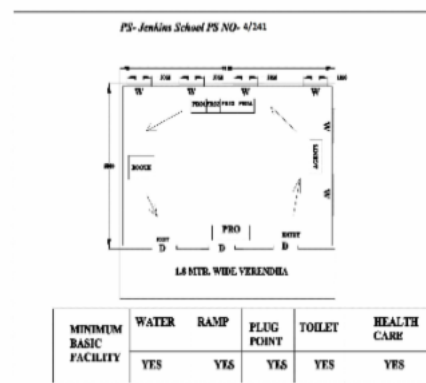 PS- Jenkins School PS NO- 4/241
W W W W
W
AGENTS
W
BOOTH
PRO
EXIT ENTRY
D D D
1.8 MTR. WIDE VERENDHA
MINIMUM BASIC FACILITY WATER RAMP PLUG POINT TOILET HEALTH CARE
YES YES YES YES YES